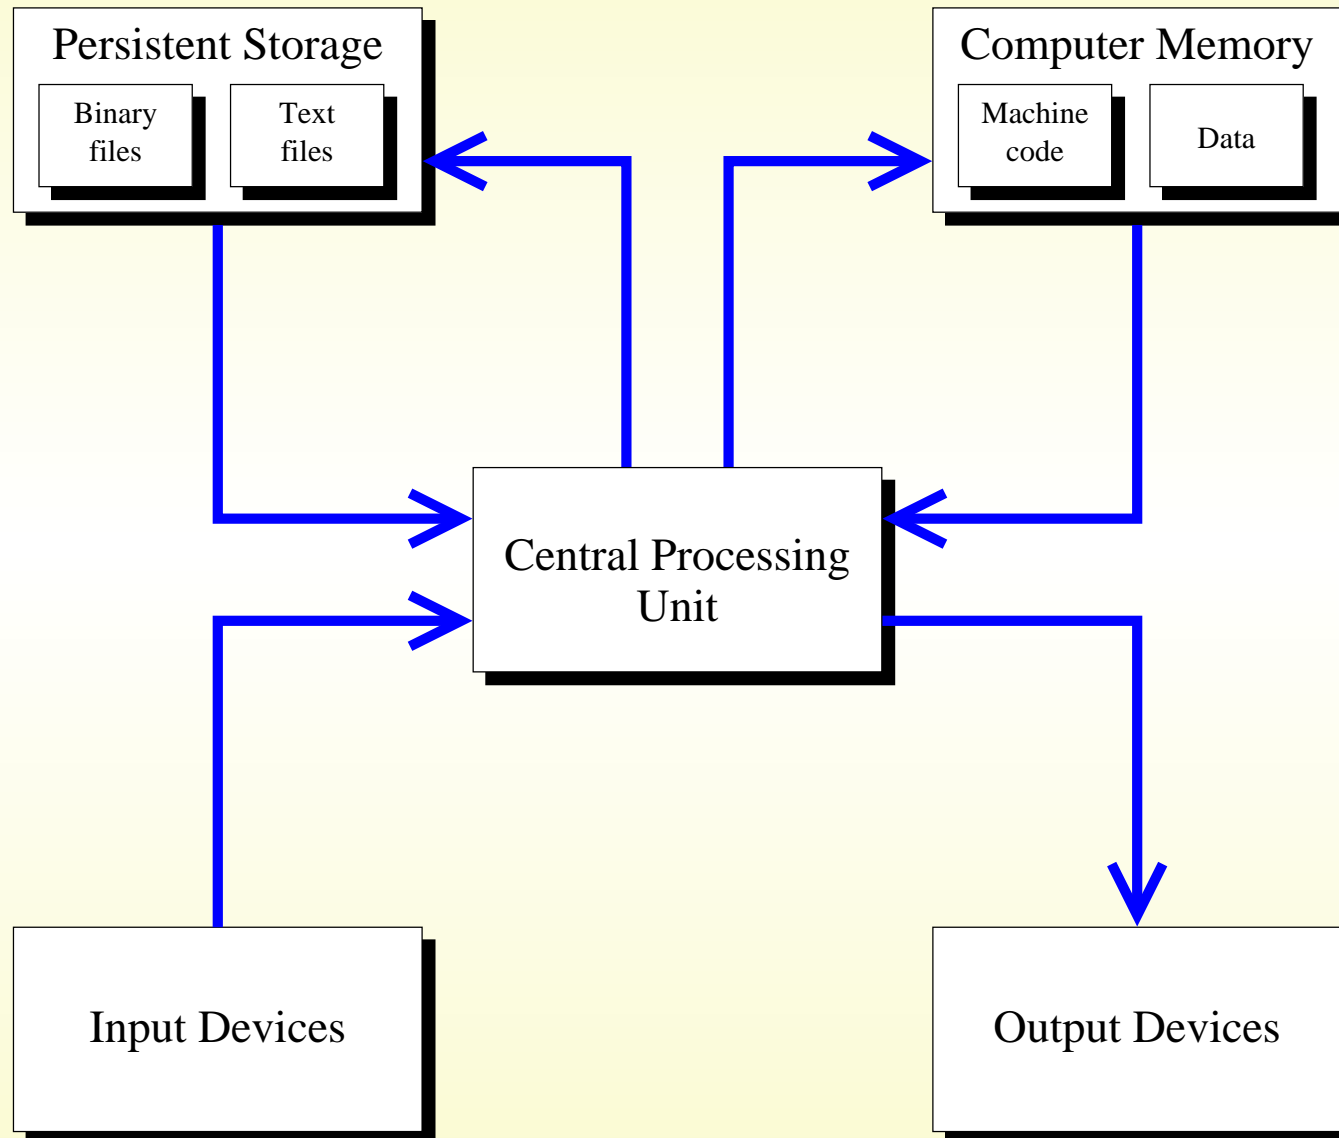 Persistent Storage
Binary
files
Text
files
Computer Memory
Machine
code
Data
Central Processing
Unit
Input Devices
Output Devices